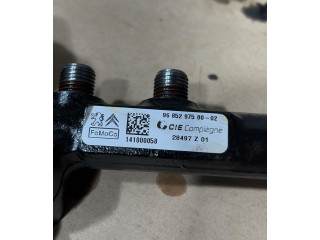 96 852 975 80-02
CIE Compiegne
FoMoCo
141000058
28497 Z 01